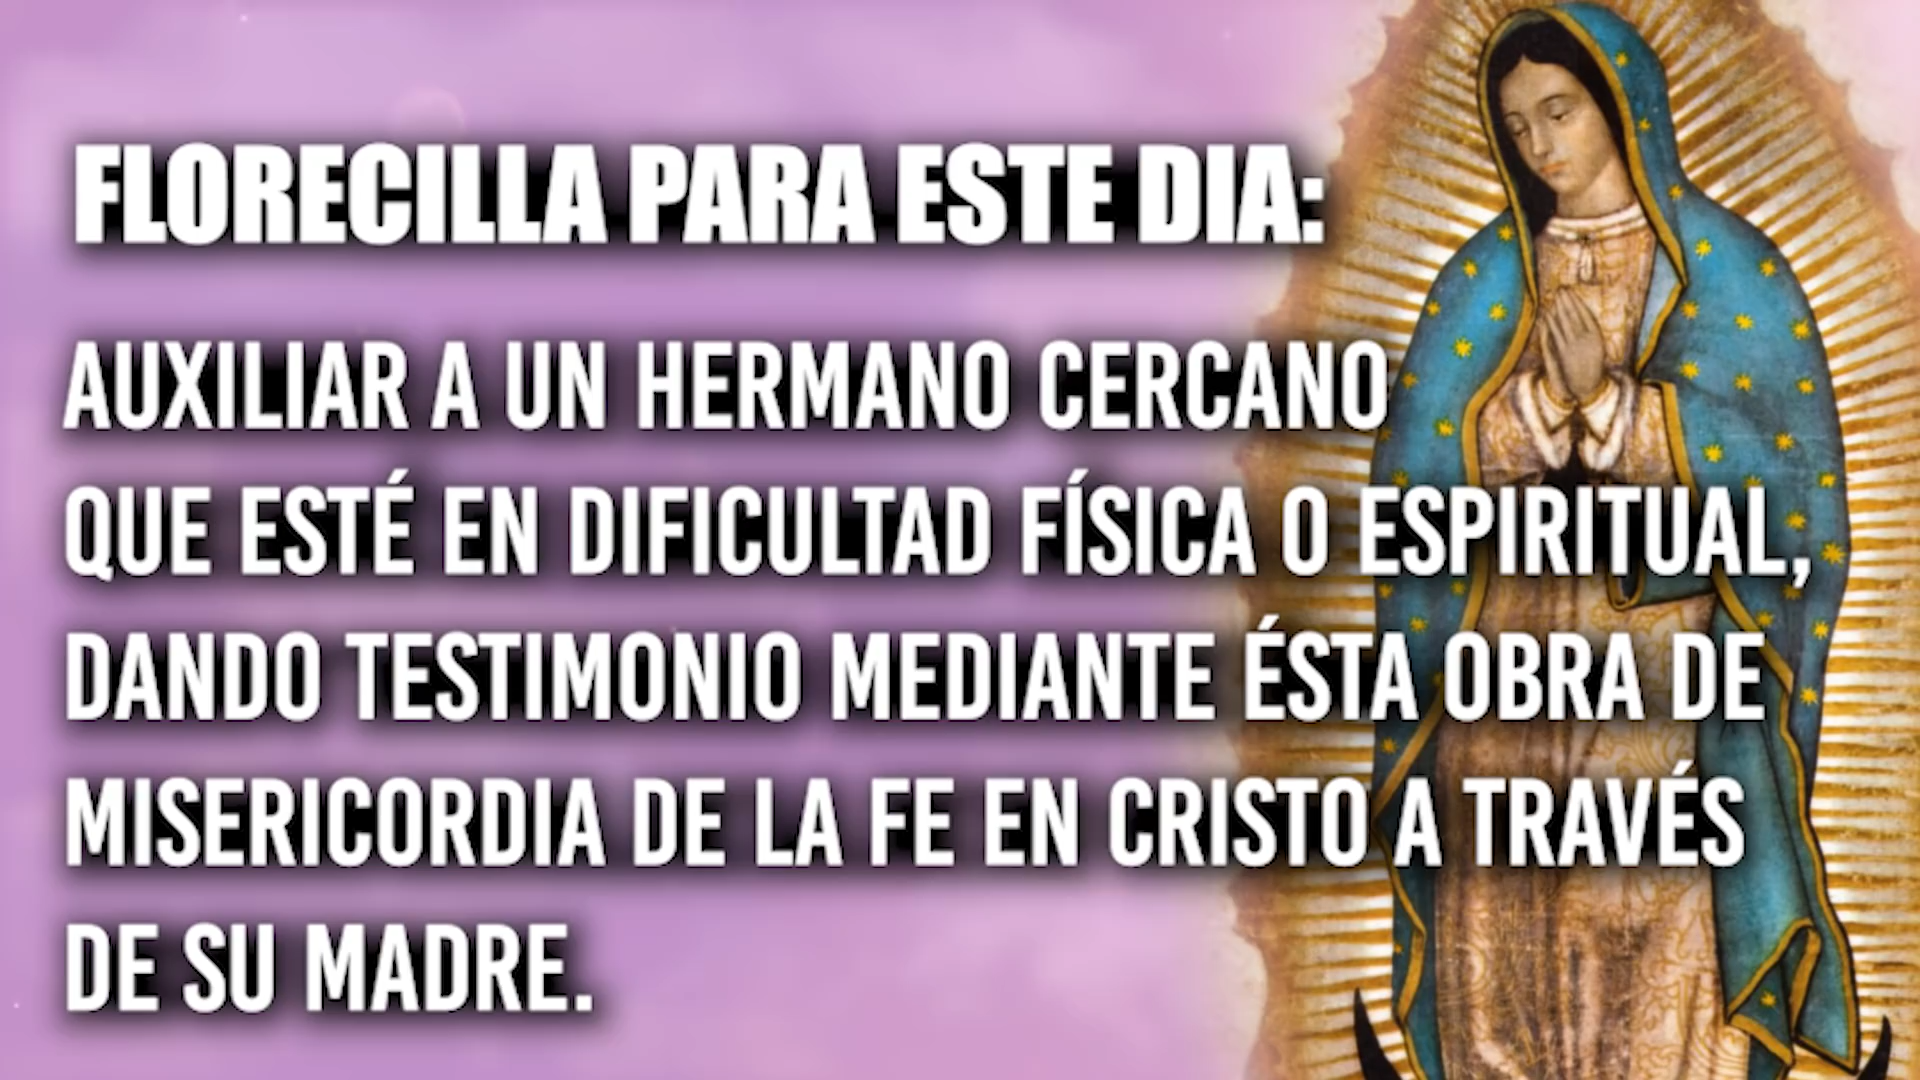 FLORECILLA PARA ESTE DIA:
AUXILIAR A UN HERMANO CERCANO
QUE ESTÉ EN DIFICULTAD FÍSICA O ESPIRITUAL,
DANDO TESTIMONIO MEDIANTE ÉSTA OBRA DE
MISERICORDIA DE LA FE EN CRISTO A TRAVÉS
DE SU MADRE.